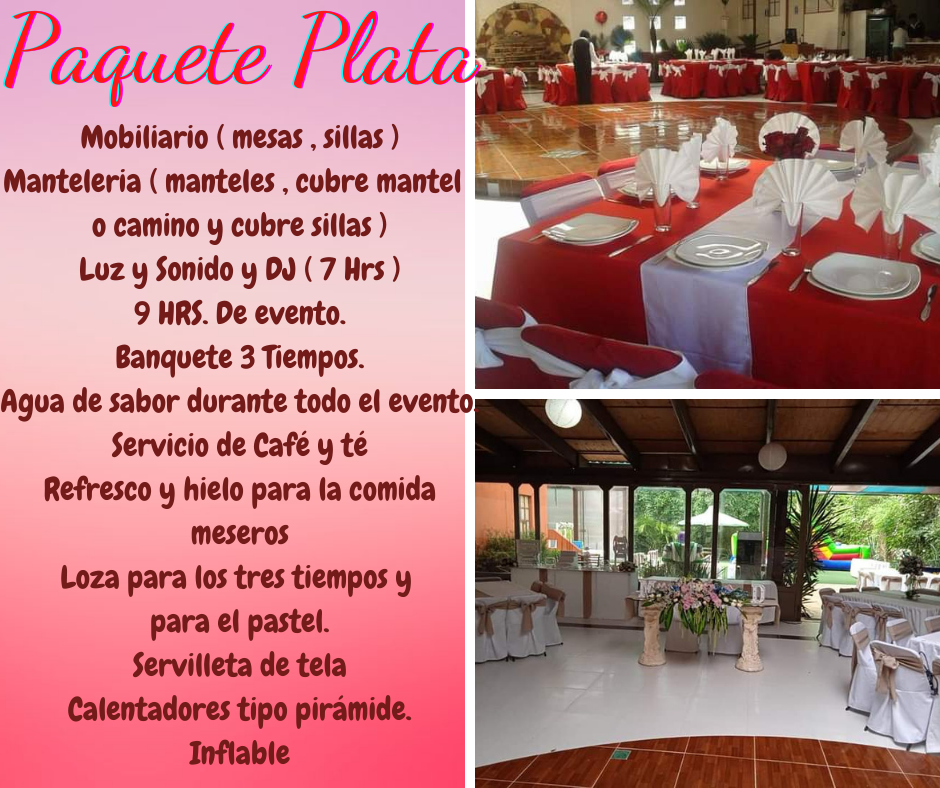 Paquete Plata
Mobiliario ( mesas , sillas )
Manteleria ( manteles , cubre mantel
o camino y cubre sillas )
Luz y Sonido y DJ ( 7 Hrs )
9 HRS. De evento.
Banquete 3 Tiempos.
Agua de sabor durante todo el evento.
Servicio de Café y té
Refresco y hielo para la comida
meseros
Loza para los tres tiempos y
para el pastel.
Servilleta de tela
Calentadores tipo pirámide.
Inflable